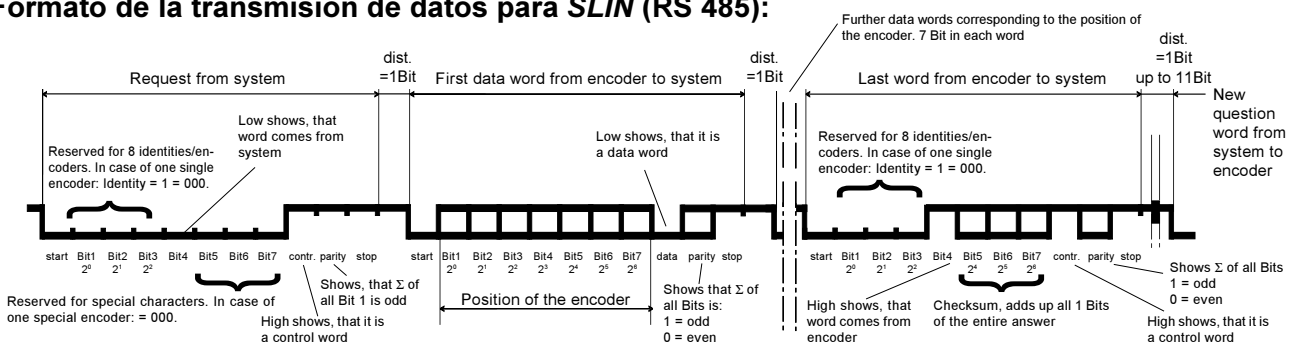 Formato de la transmisión de datos para SLIN (RS 485):
Further data words corresponding to the position of
the encoder. 7 Bit in each word
Request from system
dist.
=1Bit
First data word from encoder to system
dist.
=1Bit
Last word from encoder to system
dist.
=1Bit
up to 11Bit
New
question
word from
system to
encoder
Reserved for 8 identities/en-
coders. In case of one single
encoder: Identity = 1 = 000.
Low shows, that
word comes from
system
Low shows, that it is
a data word
Reserved for 8 identities/en-
coders. In case of one single
encoder: Identity = 1 = 000.
start Bit1 Bit2 Bit3 Bit4 Bit5 Bit6 Bit7 contr. parity stop
2⁰ 2¹ 2²
start Bit1 Bit2 Bit3 Bit4 Bit5 Bit6 Bit7 data parity stop
2⁰ 2¹ 2² 2³ 2⁴ 2⁵ 2⁶
start Bit1 Bit2 Bit3 Bit4 Bit5 Bit6 Bit7 contr. parity stop
2⁰ 2¹ 2² 2⁴ 2⁵ 2⁶
Reserved for special characters. In case of
one special encoder: = 000.
Shows, that Σ of
all Bit 1 is odd
High shows, that it is
a control word
Position of the encoder
Shows that Σ of
all Bits is:
1 = odd
0 = even
High shows, that
word comes from
encoder
Checksum, adds up all 1 Bits
of the entire answer
Shows Σ of all Bits
1 = odd
0 = even
High shows, that it is
a control word